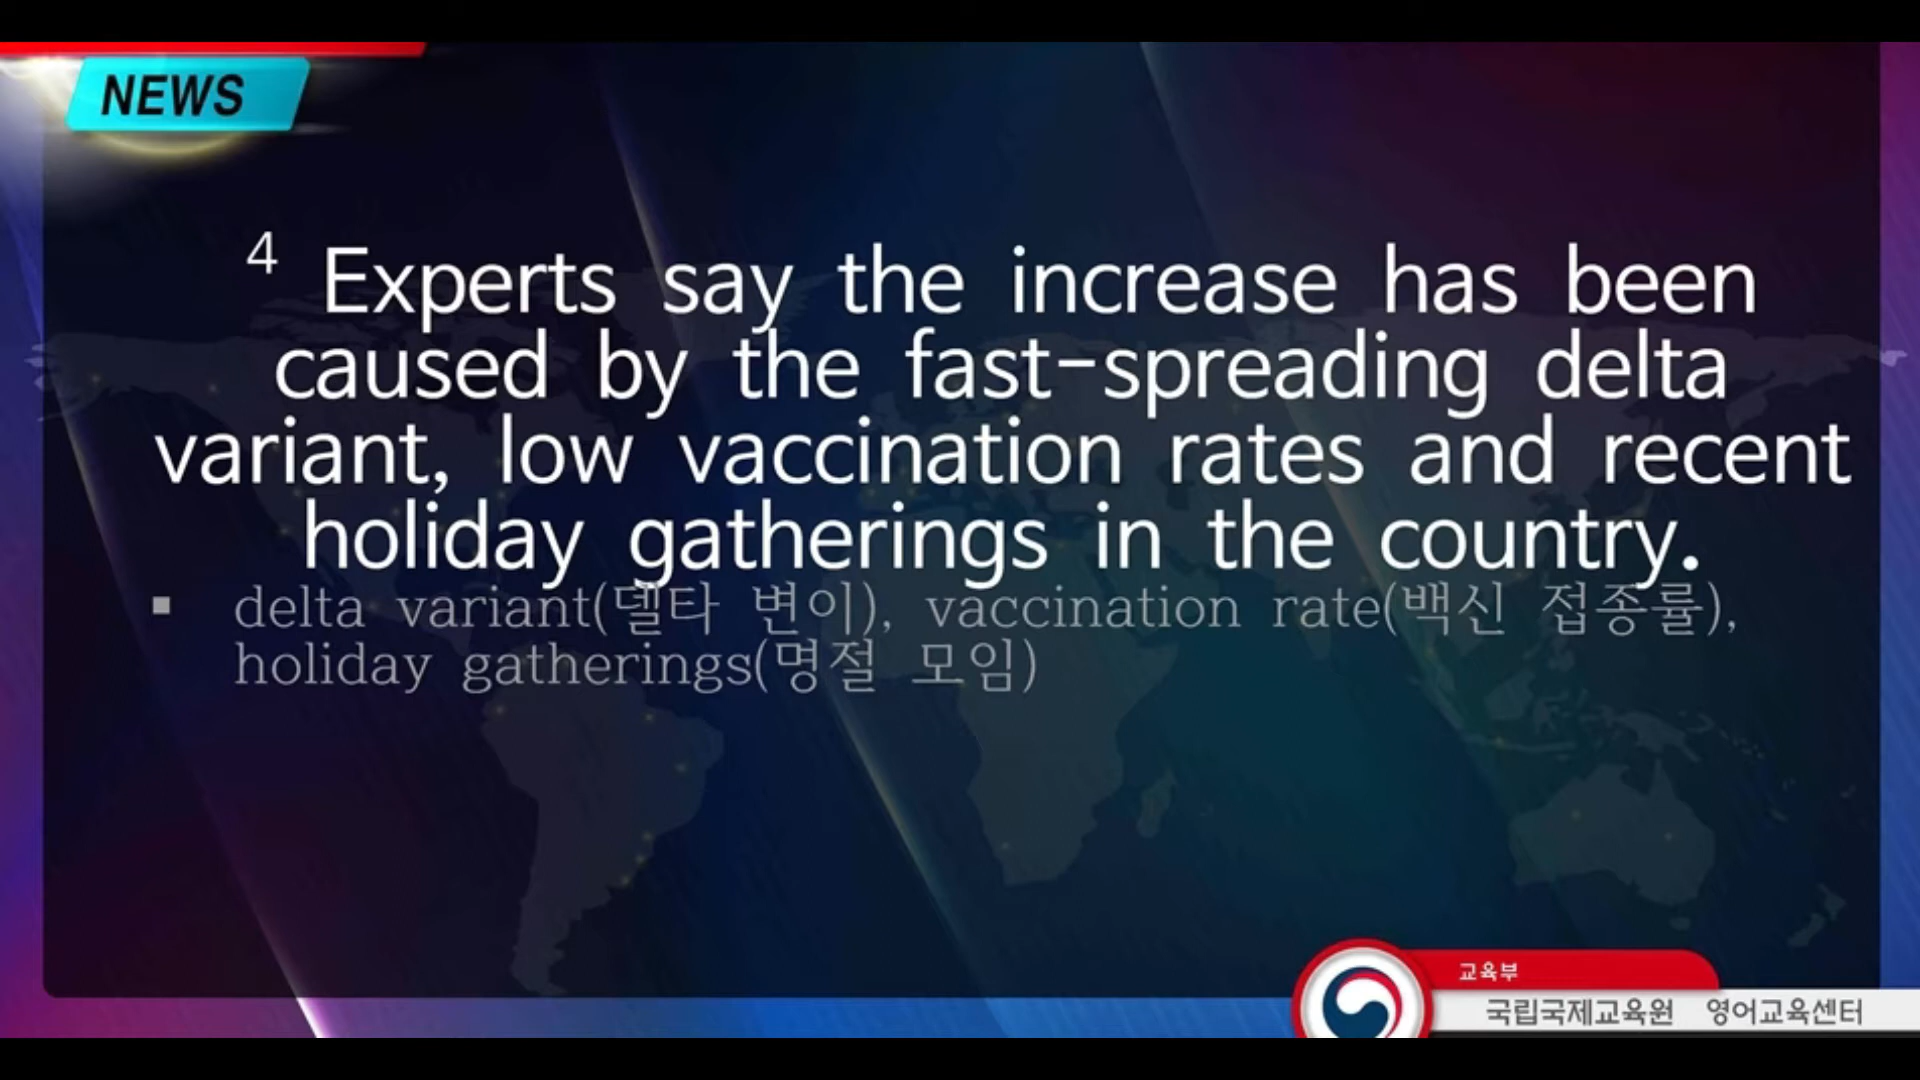 NEWS
4 Experts say the increase has been
caused by the fast-spreading delta
variant, low vaccination rates and recent
holiday gatherings in the country.
▪ delta variant(델타 변이), vaccination rate(백신 접종률),
holiday gatherings(명절 모임)
교육부
국립국제교육원 영어교육센터